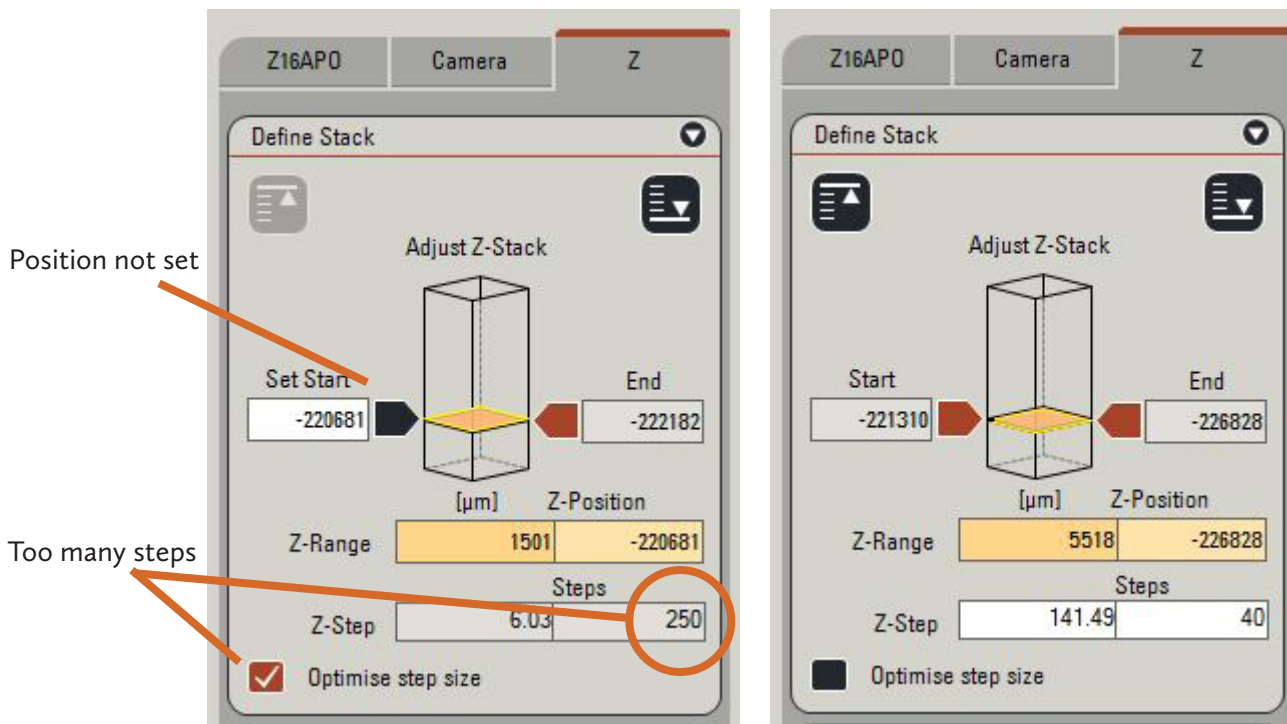 Z16APO Camera Z
Define Stack
Adjust Z-Stack
Position not set
Set Start End
-220681 -222182
[µm] Z-Position
Z-Range 1501 -220681
Too many steps
Steps
Z-Step 6.03 250
Optimise step size
Z16APO Camera Z
Define Stack
Adjust Z-Stack
Start End
-221310 -226828
[µm] Z-Position
Z-Range 5518 -226828
Steps
Z-Step 141.49 40
Optimise step size